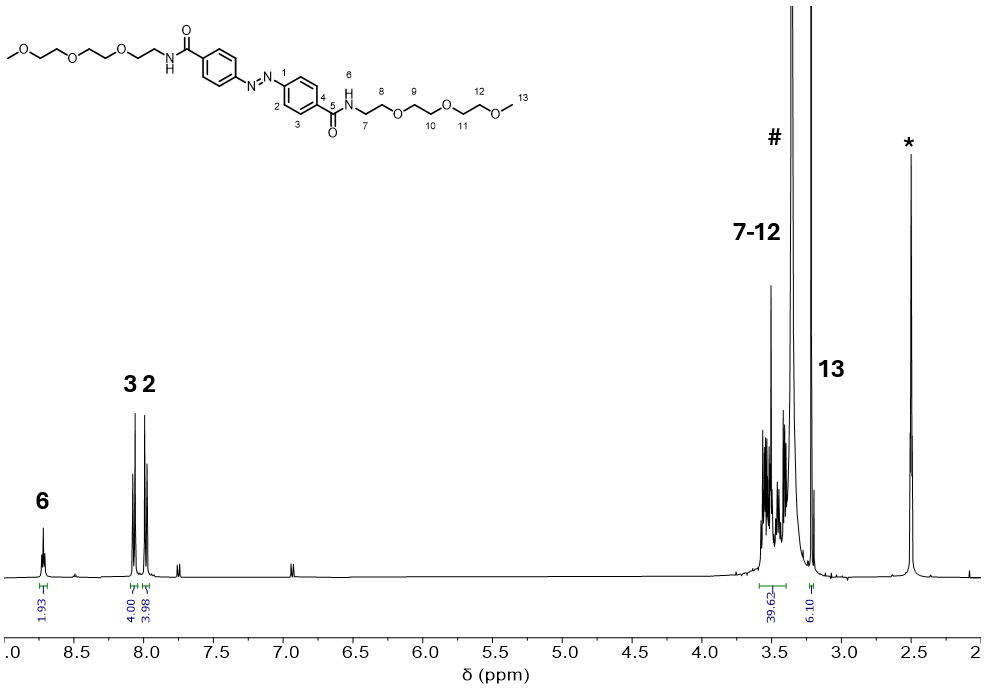 O
O O O N H
N N
1 2 3 4 5 6
O
H N
7 8 9 10 11 12 13
O O O
#
*
7-12
13
3 2
6
1.93 4.00 3.98 39.62 6.10
.0 8.5 8.0 7.5 7.0 6.5 6.0 5.5 5.0 4.5 4.0 3.5 3.0 2.5 2
δ (ppm)